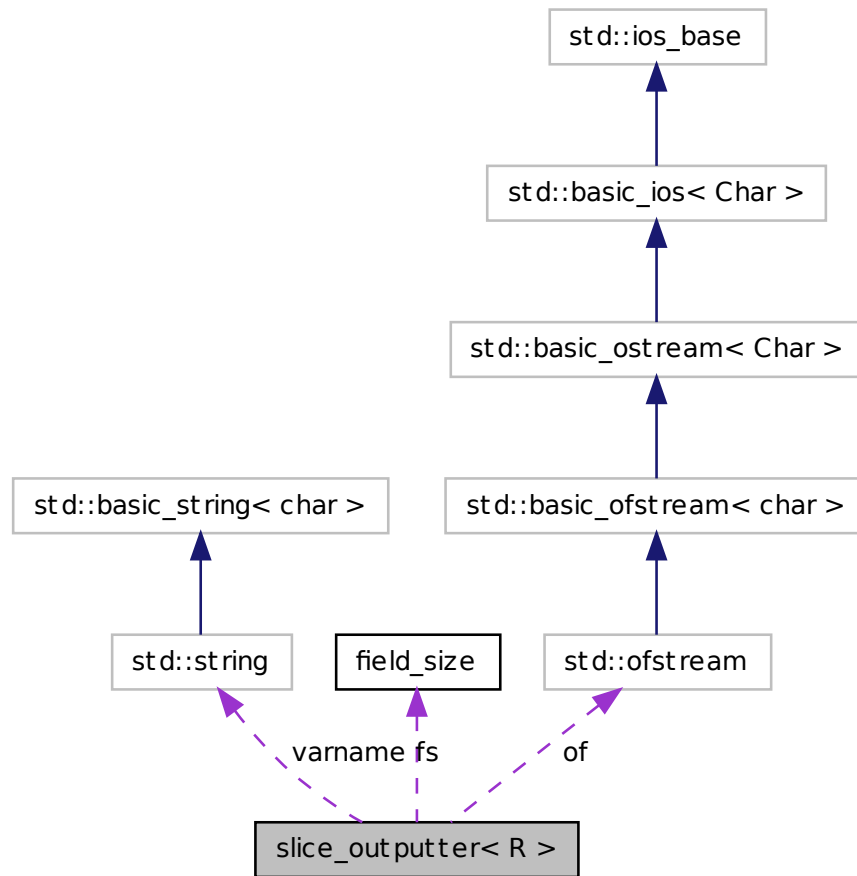 std::ios_base
std::basic_ios< Char >
std::basic_ostream< Char >
std::basic_string< char >
std::basic_ofstream< char >
std::string
field_size
std::ofstream
varname
fs
of
slice_outputter< R >